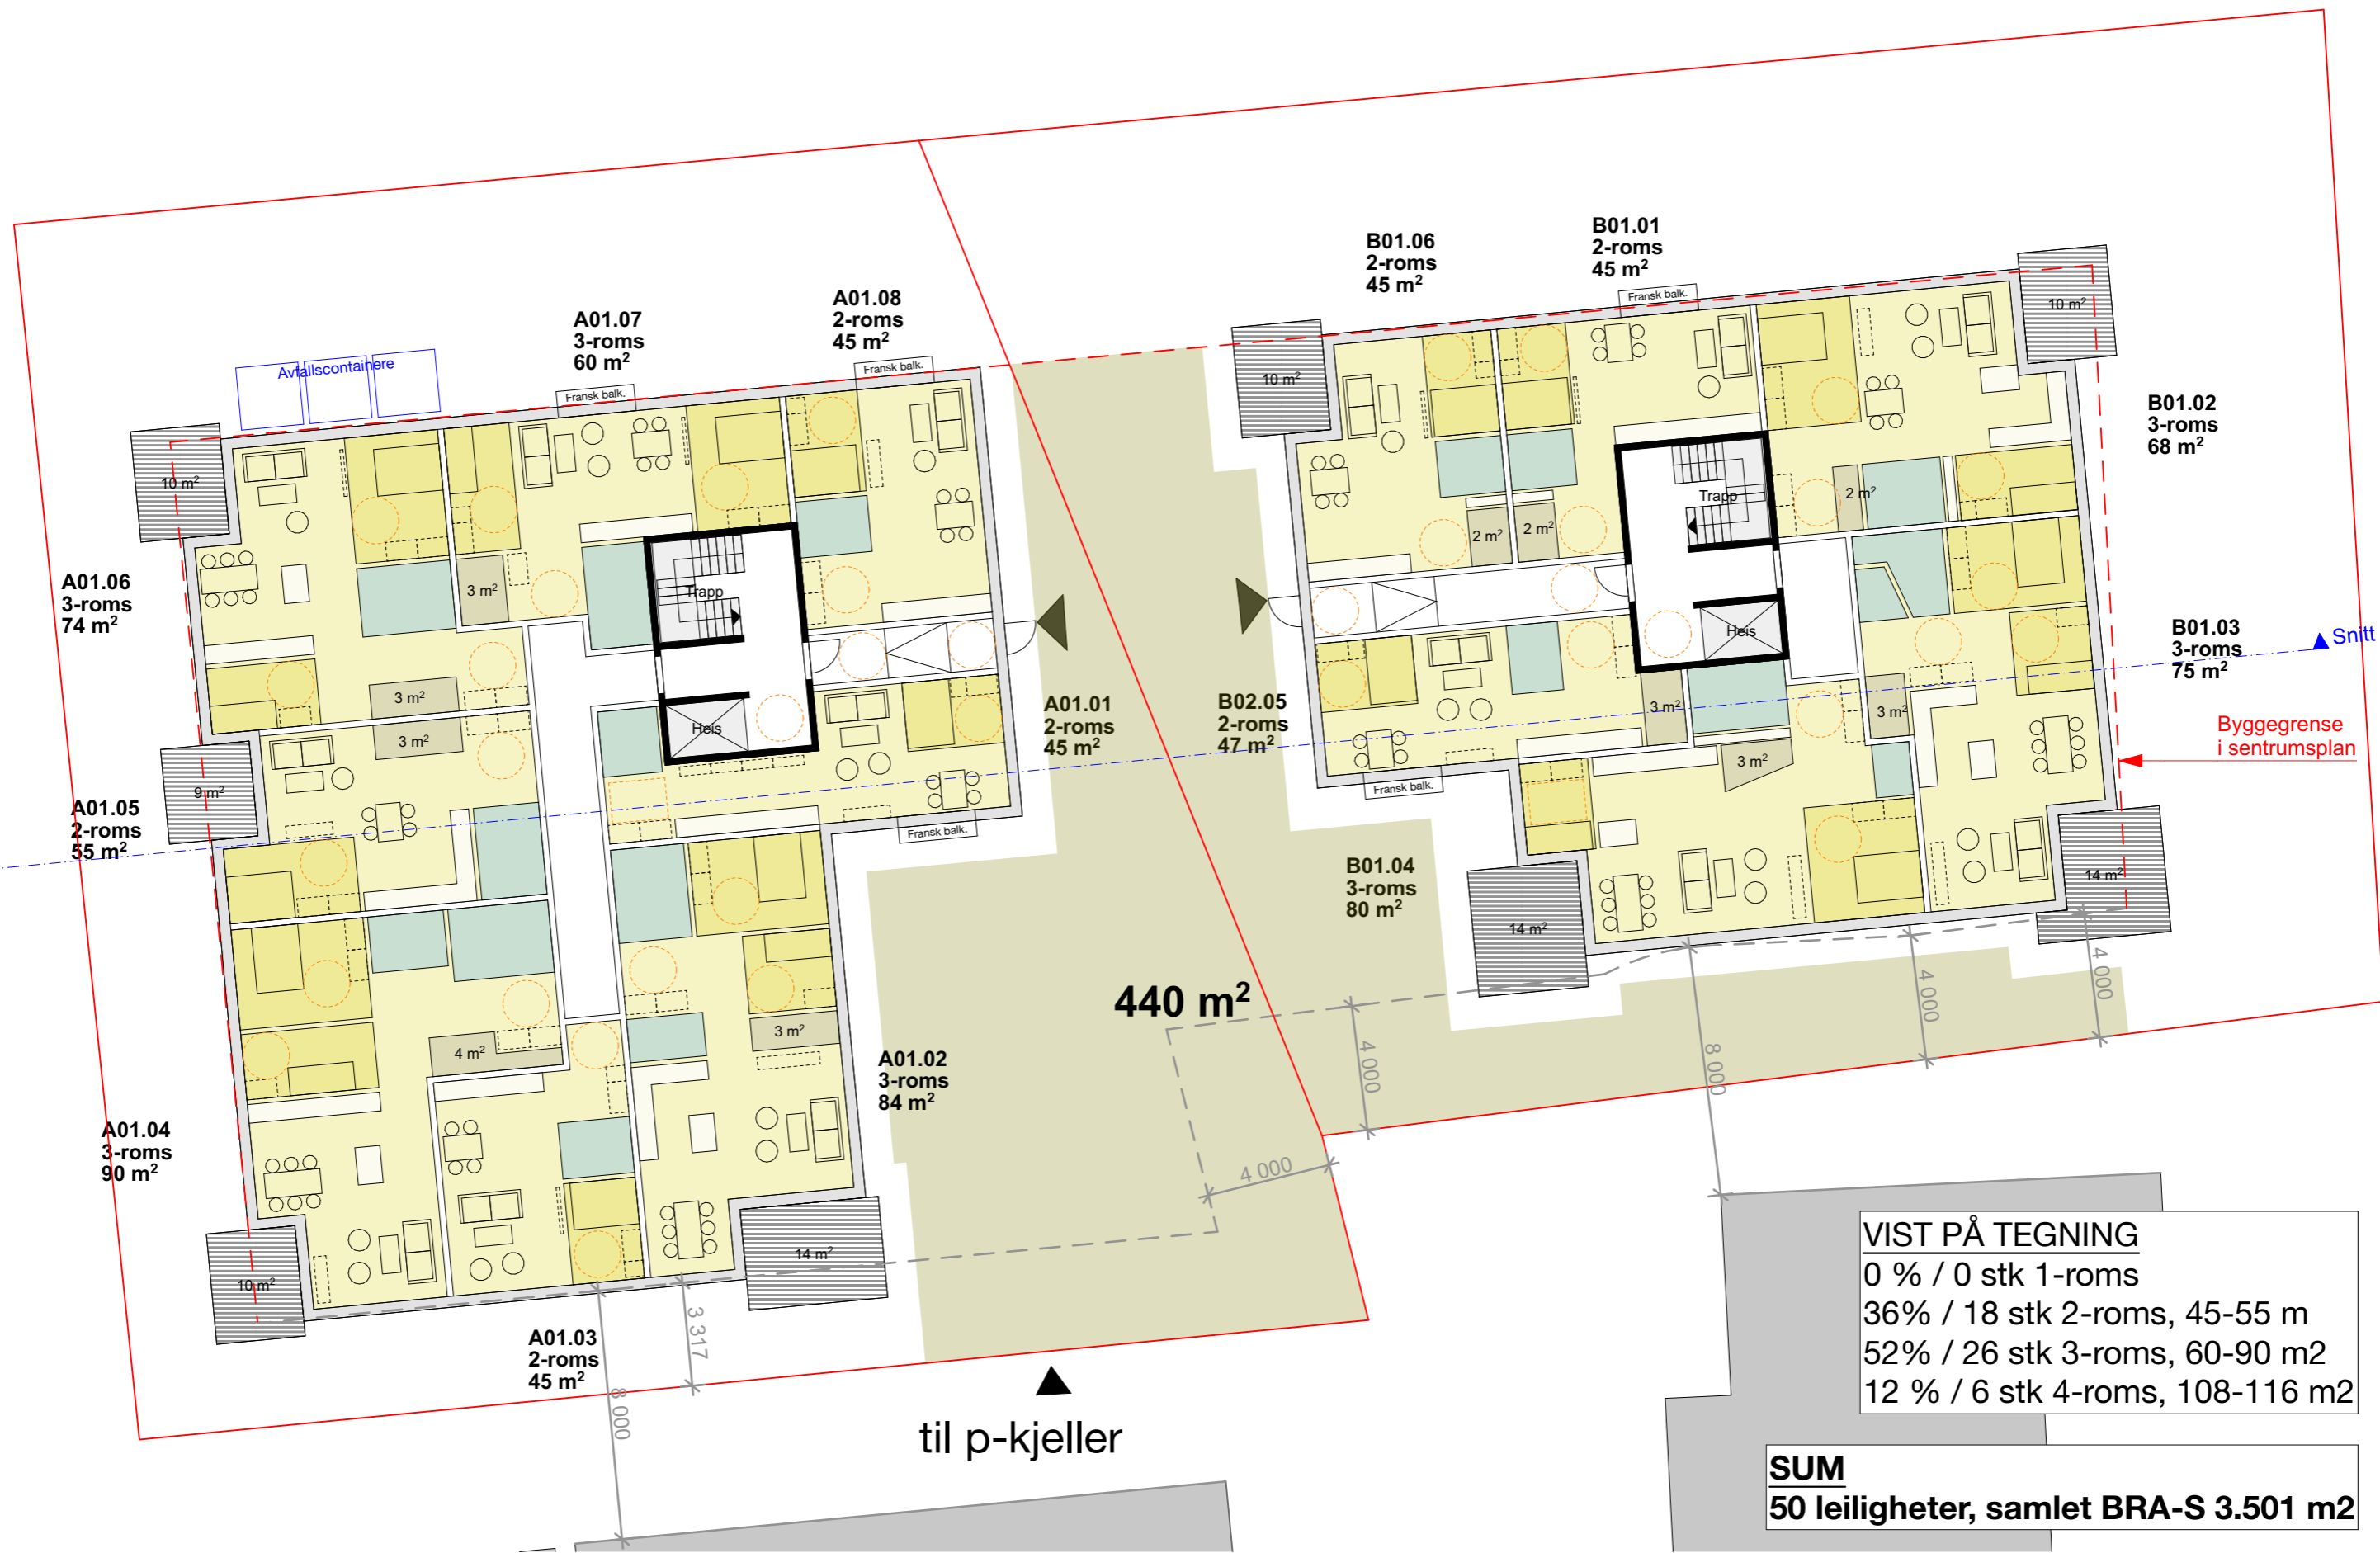 B01.01
2-roms
45 m²
B01.06
2-roms
45 m²
Fransk balk.
10 m²
A01.08
2-roms
45 m²
A01.07
3-roms
60 m²
Avfallscontainere
Fransk balk.
Fransk balk.
10 m²
B01.02
3-roms
68 m²
10 m²
Trapp
2 m²
2 m²
2 m²
A01.06
3-roms
74 m²
3 m²
Trapp
Heis
B01.03
3-roms
75 m²
Snitt
3 m²
3 m²
Heis
A01.01
2-roms
45 m²
B02.05
2-roms
47 m²
3 m²
3 m²
3 m²
Byggegrense
i sentrumsplan
9 m²
Fransk balk.
A01.05
2-roms
55 m²
Fransk balk.
B01.04
3-roms
80 m²
14 m²
14 m²
440 m²
4 000
4 000
8 000
4 000
4 m²
3 m²
A01.02
3-roms
84 m²
A01.04
3-roms
90 m²
4 000
14 m²
10 m²
3 317
A01.03
2-roms
45 m²
8 000
til p-kjeller
VIST PÅ TEGNING
0 % / 0 stk 1-roms
36% / 18 stk 2-roms, 45-55 m
52% / 26 stk 3-roms, 60-90 m2
12 % / 6 stk 4-roms, 108-116 m2
SUM
50 leiligheter, samlet BRA-S 3.501 m2